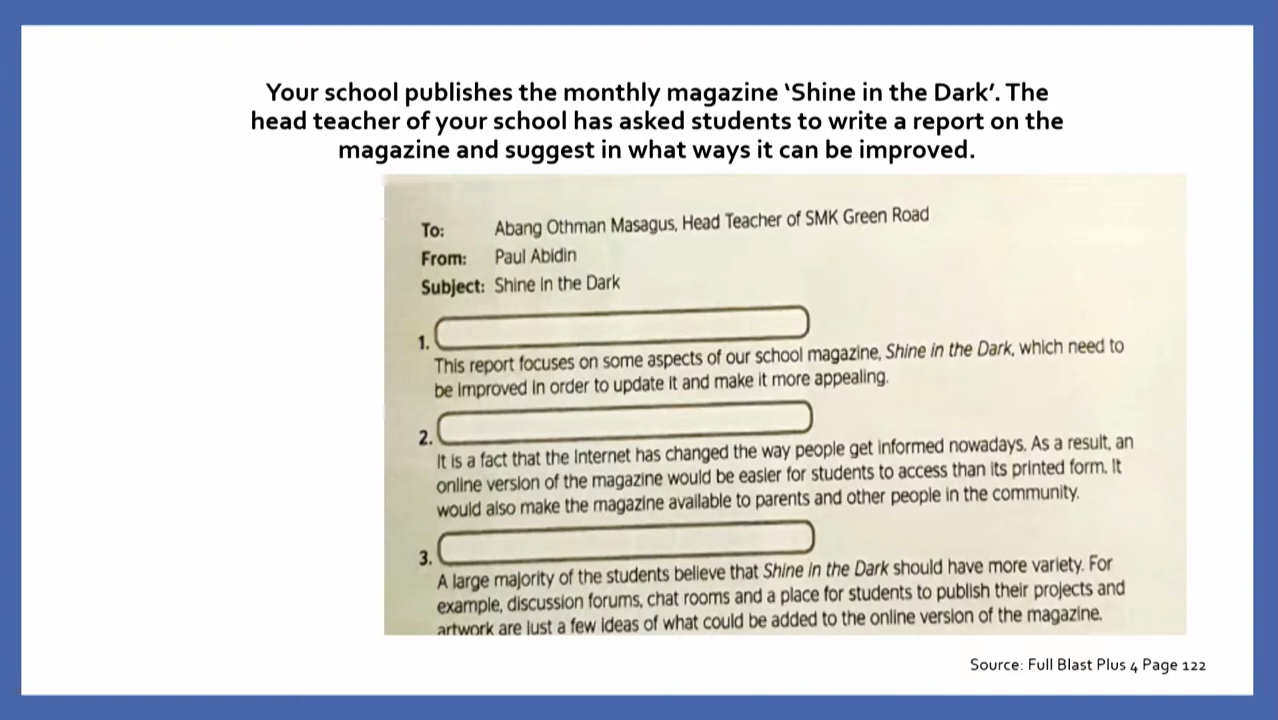 Your school publishes the monthly magazine ‘Shine in the Dark’. The
head teacher of your school has asked students to write a report on the
magazine and suggest in what ways it can be improved.
To: Abang Othman Masagus, Head Teacher of SMK Green Road
From: Paul Abidin
Subject: Shine in the Dark
1.
This report focuses on some aspects of our school magazine, Shine in the Dark, which need to
be improved in order to update it and make it more appealing.
2.
It is a fact that the Internet has changed the way people get informed nowadays. As a result, an
online version of the magazine would be easier for students to access than its printed form. It
would also make the magazine available to parents and other people in the community.
3.
A large majority of the students believe that Shine in the Dark should have more variety. For
example, discussion forums, chat rooms and a place for students to publish their projects and
artwork are just a few ideas of what could be added to the online version of the magazine.
Source: Full Blast Plus 4 Page 122